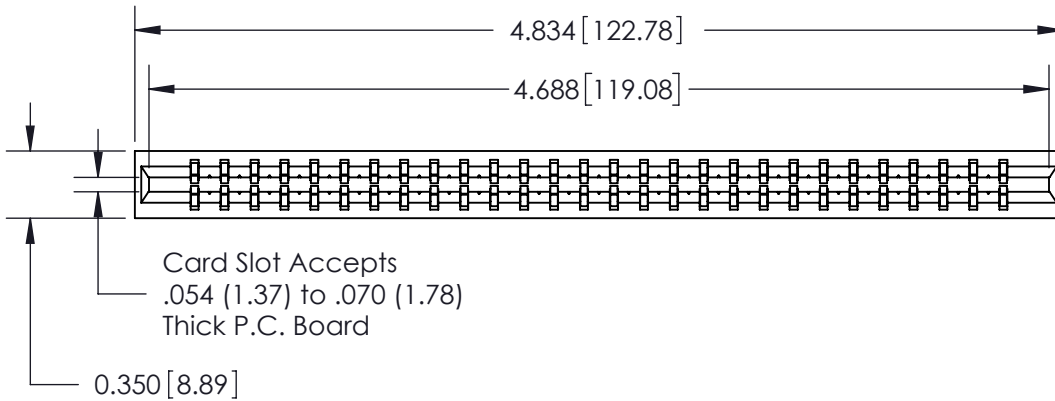 4.834[122.78]
4.688[119.08]
Card Slot Accepts
.054 (1.37) to .070 (1.78)
Thick P.C. Board
0.350[8.89]